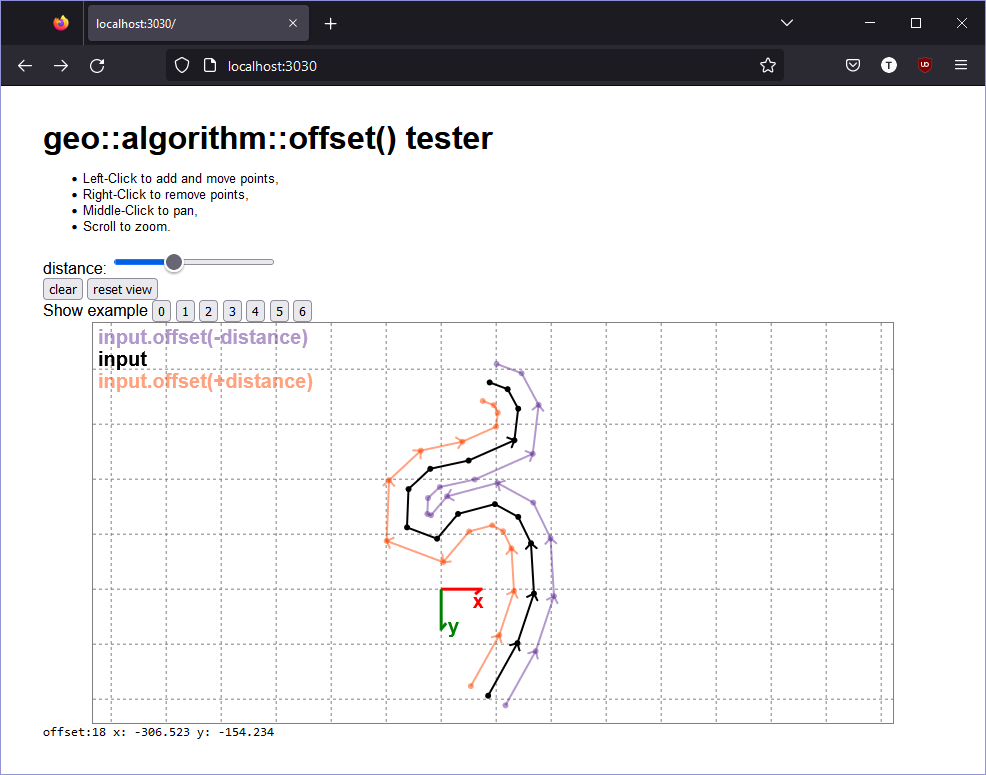 localhost:3030/
localhost:3030
T
UD
geo::algorithm::offset() tester
Left-Click to add and move points,
Right-Click to remove points,
Middle-Click to pan,
Scroll to zoom.
distance:
clear reset view
Show example 0 1 2 3 4 5 6
input.offset(-distance)
input
input.offset(+distance)
x
y
offset:18 x: -306.523 y: -154.234